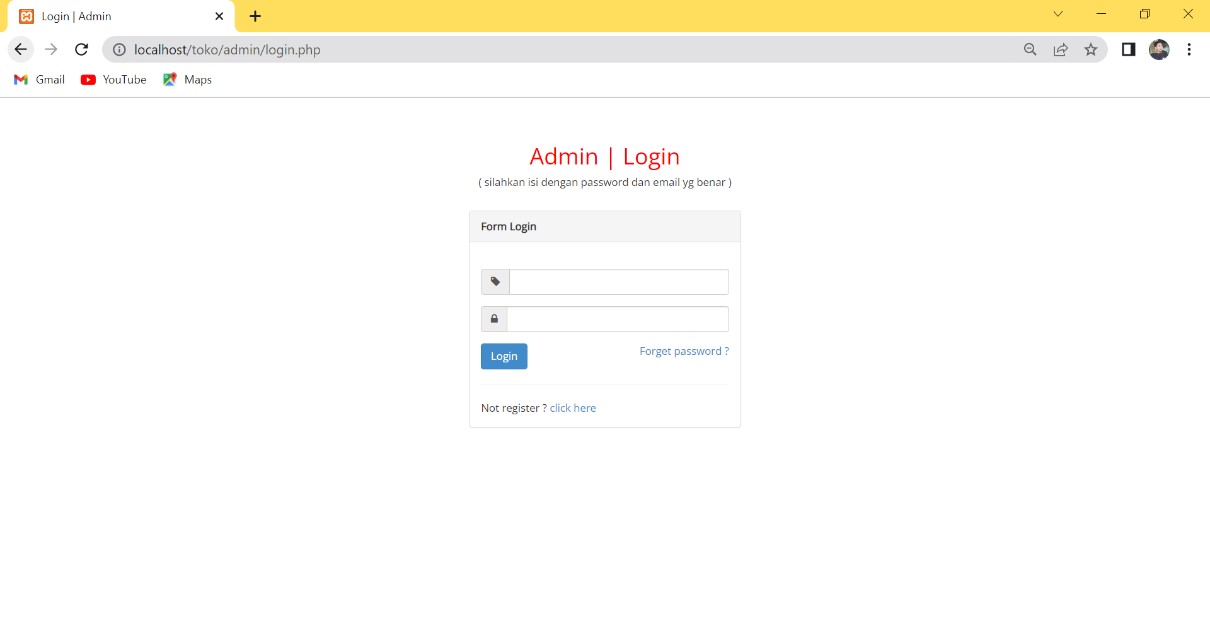 Login | Admin
localhost/toko/admin/login.php
Gmail YouTube Maps
Admin | Login
( silahkan isi dengan password dan email yg benar )
Form Login
Login Forget password ?
Not register ? click here